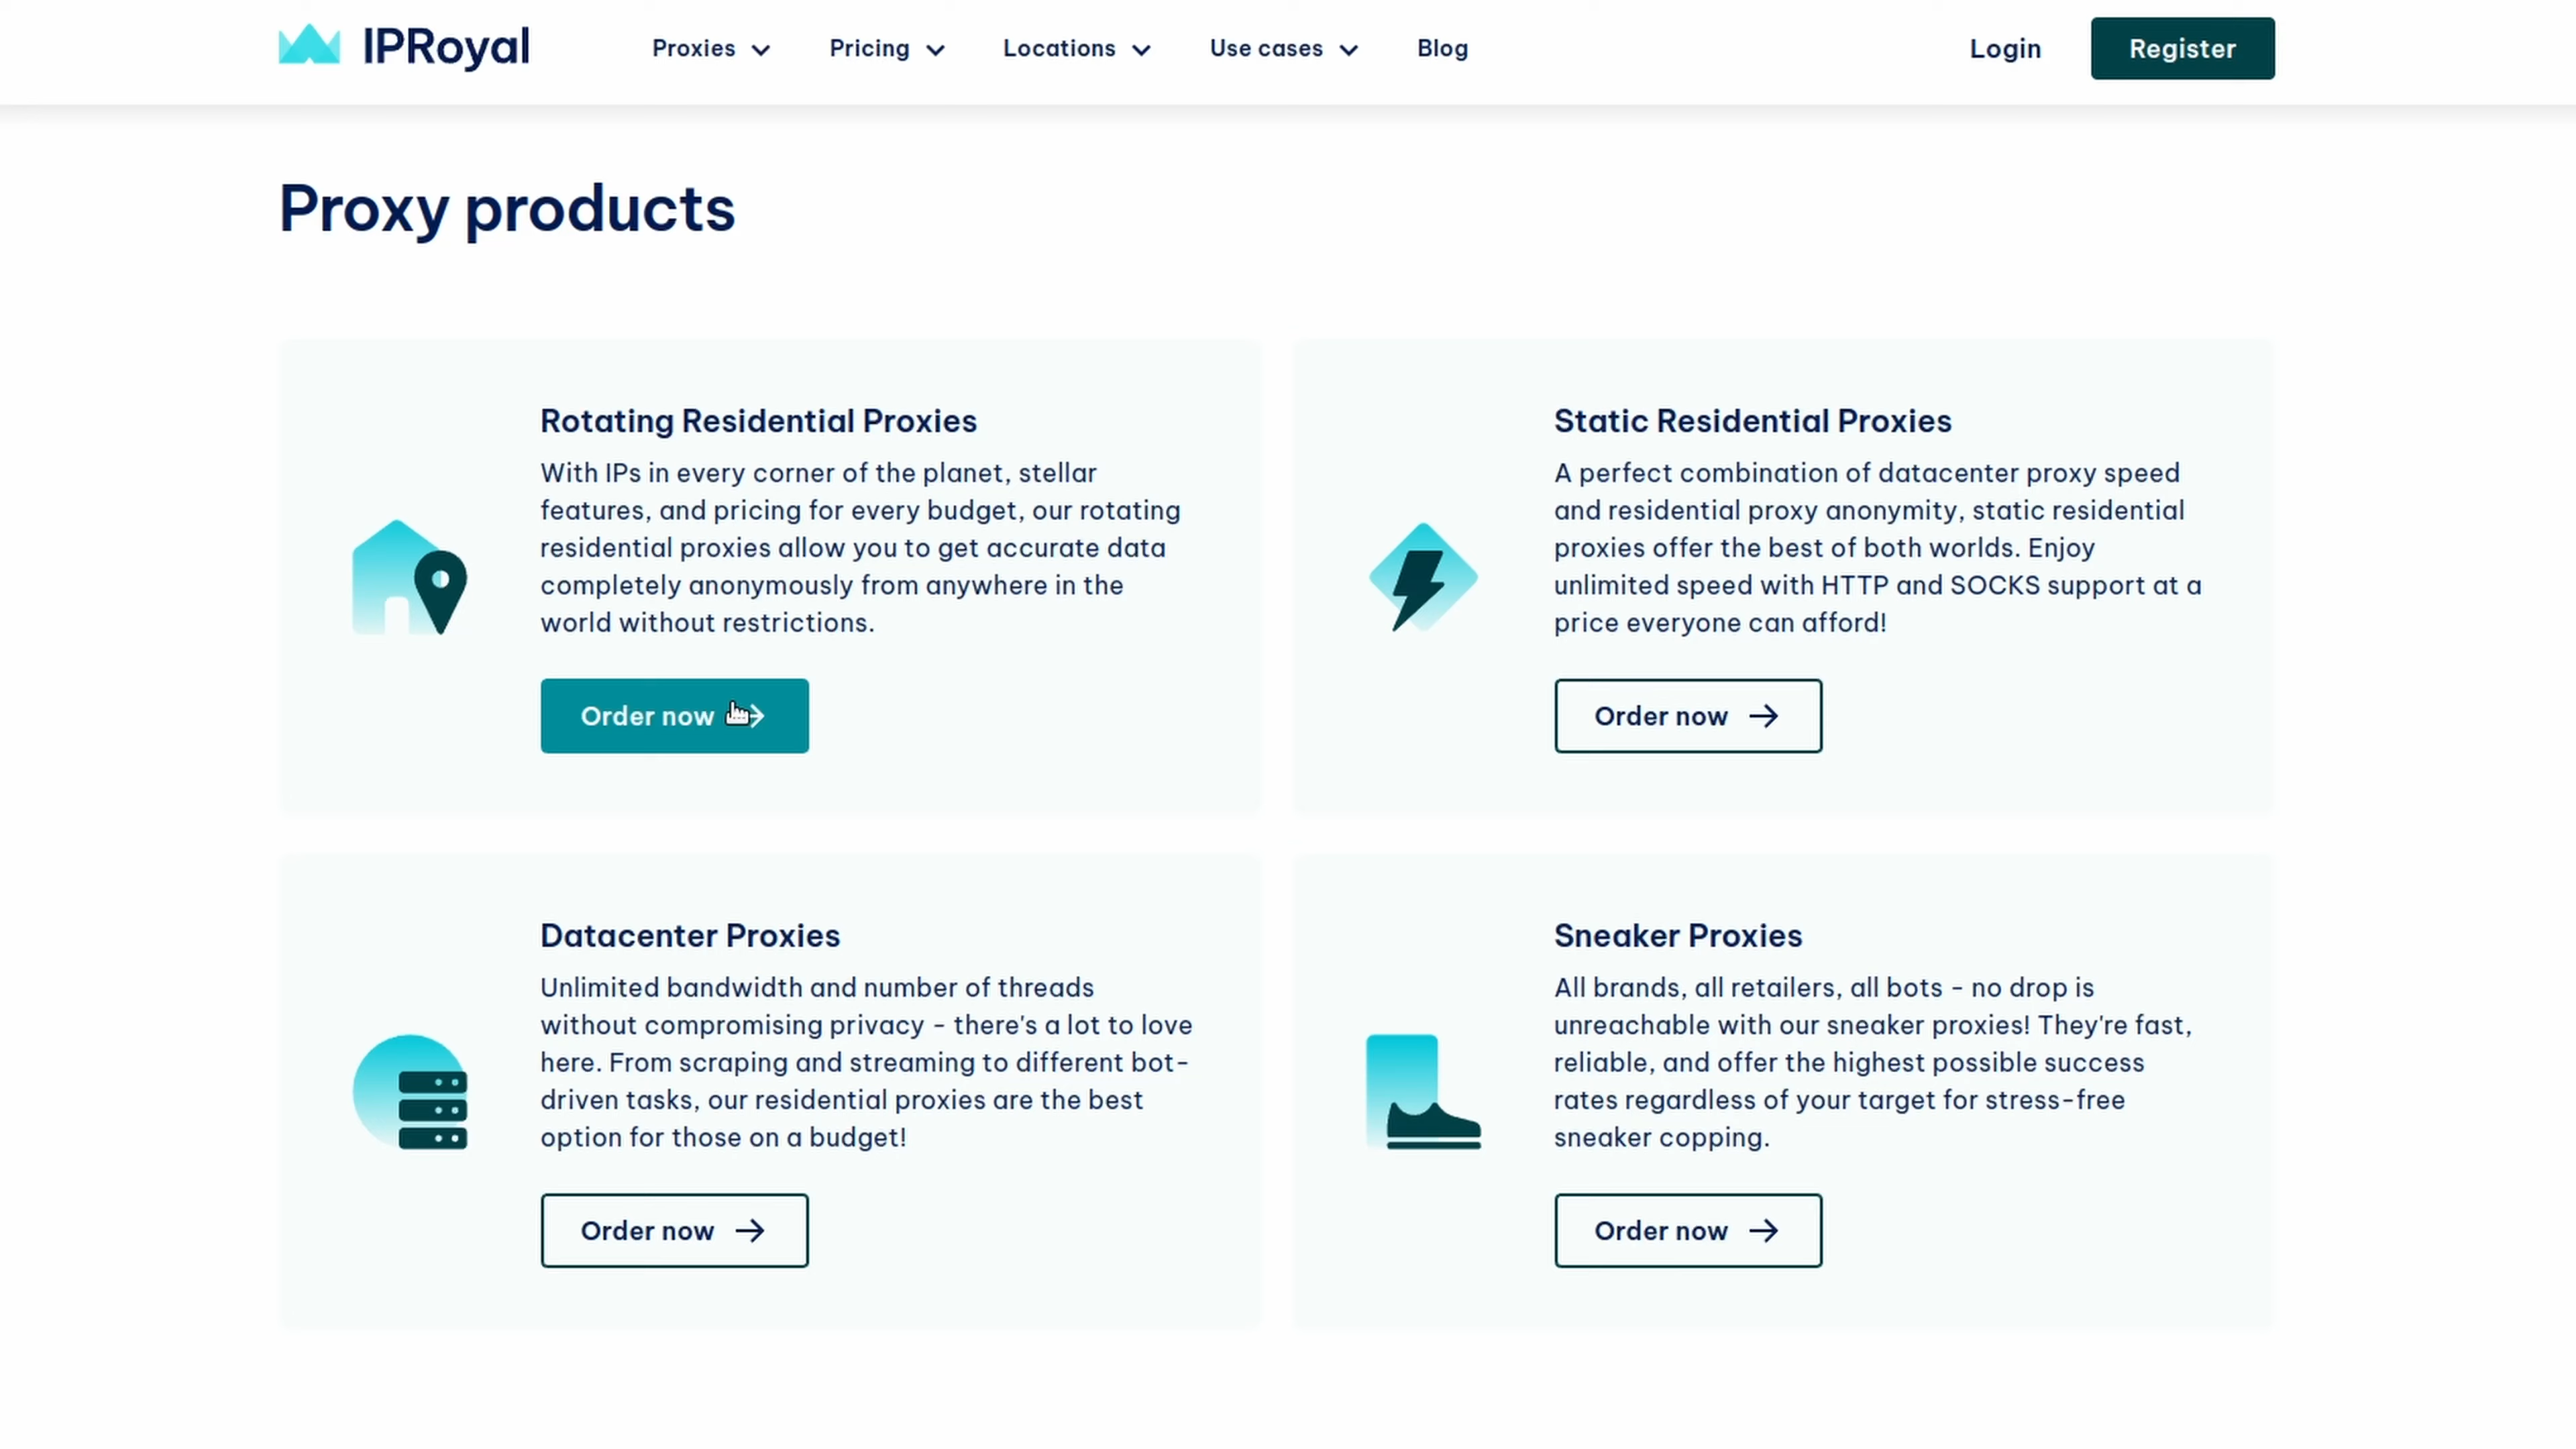 IPRoyal
Proxies
Pricing
Locations
Use cases
Blog
Login
Register
Proxy products
Rotating Residential Proxies
With IPs in every corner of the planet, stellar
features, and pricing for every budget, our rotating
residential proxies allow you to get accurate data
completely anonymously from anywhere in the
world without restrictions.
Order now
Static Residential Proxies
A perfect combination of datacenter proxy speed
and residential proxy anonymity, static residential
proxies offer the best of both worlds. Enjoy
unlimited speed with HTTP and SOCKS support at a
price everyone can afford!
Order now
Datacenter Proxies
Unlimited bandwidth and number of threads
without compromising privacy - there's a lot to love
here. From scraping and streaming to different bot-
driven tasks, our residential proxies are the best
option for those on a budget!
Order now
Sneaker Proxies
All brands, all retailers, all bots - no drop is
unreachable with our sneaker proxies! They're fast,
reliable, and offer the highest possible success
rates regardless of your target for stress-free
sneaker copping.
Order now